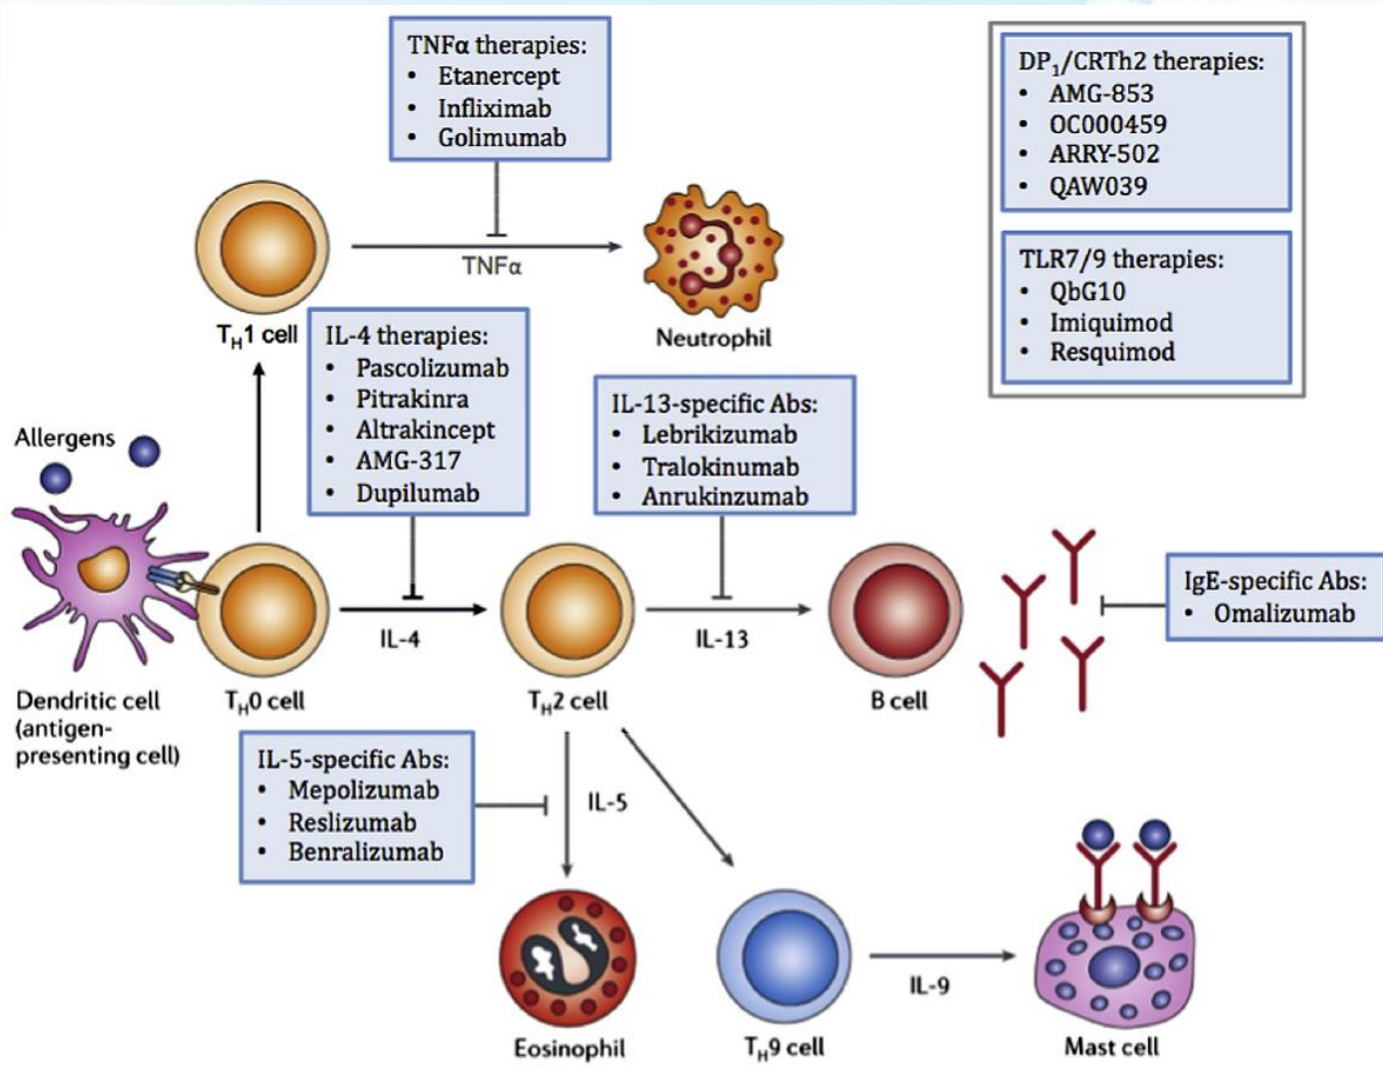 TNFα therapies:
• Etanercept
• Infliximab
• Golimumab
DP₁/CRTh2 therapies:
• AMG-853
• OC000459
• ARRY-502
• QAW039
TLR7/9 therapies:
• QbG10
• Imiquimod
• Resquimod
TNFα
Neutrophil
TH1 cell
IL-4 therapies:
• Pascolizumab
• Pitrakinra
• Altrakincept
• AMG-317
• Dupilumab
IL-13-specific Abs:
• Lebrikizumab
• Tralokinumab
• Anrukinzumab
Allergens
IgE-specific Abs:
• Omalizumab
IL-4
IL-13
Dendritic cell
(antigen-
presenting cell)
TH0 cell
TH2 cell
B cell
IL-5-specific Abs:
• Mepolizumab
• Reslizumab
• Benralizumab
IL-5
IL-9
Eosinophil
TH9 cell
Mast cell